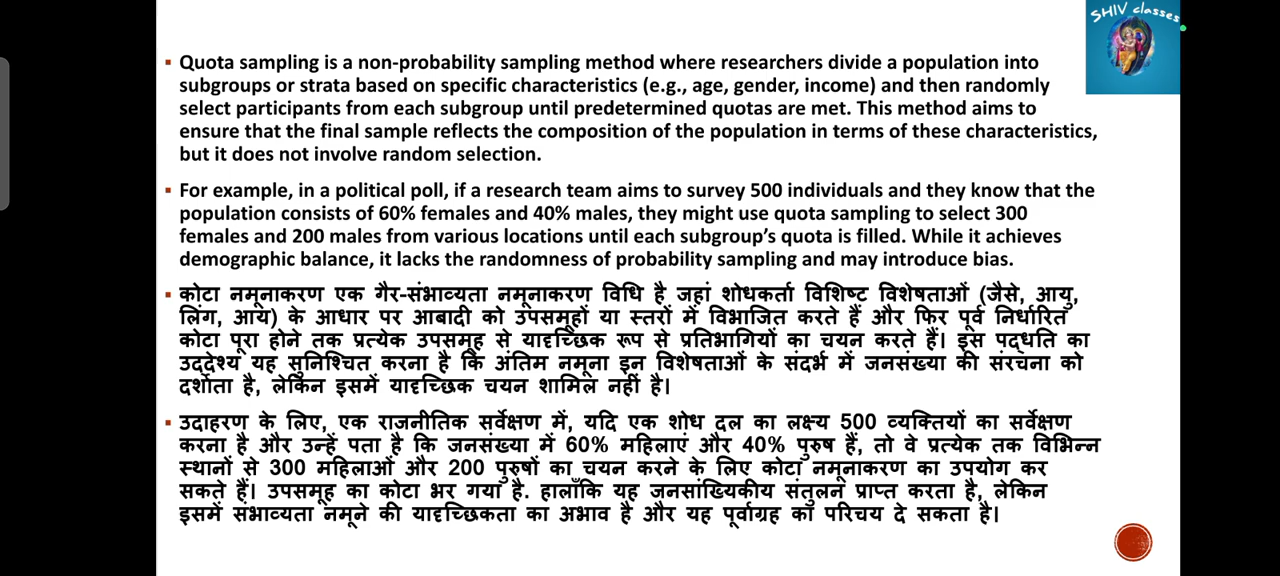 SHIV classes
Quota sampling is a non-probability sampling method where researchers divide a population into
subgroups or strata based on specific characteristics (e.g., age, gender, income) and then randomly
select participants from each subgroup until predetermined quotas are met. This method aims to
ensure that the final sample reflects the composition of the population in terms of these characteristics,
but it does not involve random selection.
For example, in a political poll, if a research team aims to survey 500 individuals and they know that the
population consists of 60% females and 40% males, they might use quota sampling to select 300
females and 200 males from various locations until each subgroup's quota is filled. While it achieves
demographic balance, it lacks the randomness of probability sampling and may introduce bias.
कोटा नमूनाकरण एक गैर-संभाव्यता नमूनाकरण विधि है जहां शोधकर्ता विशिष्ट विशेषताओं (जैसे, आयु,
लिंग, आय) के आधार पर आबादी को उपसमूहों या स्तरों में विभाजित करते हैं और फिर पूर्व निर्धारित
कोटा पूरा होने तक प्रत्येक उपसमूह से यादृच्छिक रूप से प्रतिभागियों का चयन करते हैं। इस पद्धति का
उद्देश्य यह सुनिश्चित करना है कि अंतिम नमूना इन विशेषताओं के संदर्भ में जनसंख्या की संरचना को
दर्शाता है, लेकिन इसमें यादृच्छिक चयन शामिल नहीं है।
उदाहरण के लिए, एक राजनीतिक सर्वेक्षण में, यदि एक शोध दल का लक्ष्य 500 व्यक्तियों का सर्वेक्षण
करना है और उन्हें पता है कि जनसंख्या में 60% महिलाएं और 40% पुरुष हैं, तो वे प्रत्येक तक विभिन्न
स्थानों से 300 महिलाओं और 200 पुरुषों का चयन करने के लिए कोटा नमूनाकरण का उपयोग कर
सकते हैं। उपसमूह का कोटा भर गया है. हालाँकि यह जनसांख्यिकीय संतुलन प्राप्त करता है, लेकिन
इसमें संभाव्यता नमूने की यादृच्छिकता का अभाव है और यह पूर्वाग्रह का परिचय दे सकता है।